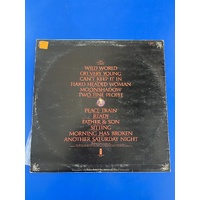 WILD WORLD
OH VERY YOUNG
CAN'T KEEP IT IN
HARD HEADED WOMAN
MOONSHADOW
TWO FINE PEOPLE
PEACE TRAIN
READY
FATHER & SON
SITTING
MORNING HAS BROKEN
ANOTHER SATURDAY NIGHT